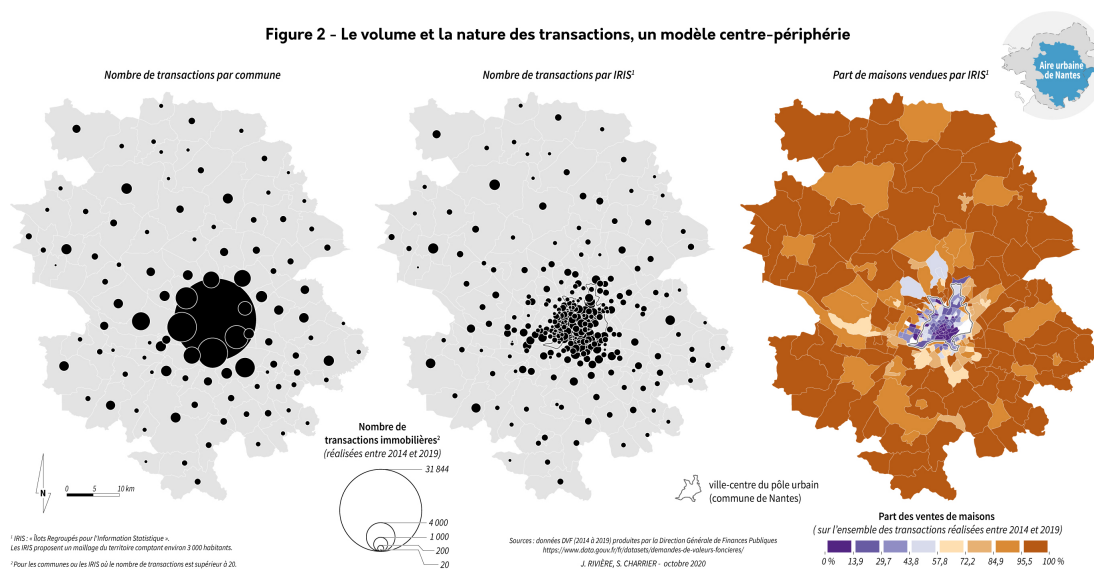 Figure 2 - Le volume et la nature des transactions, un modèle centre-périphérie
Aire urbaine
de Nantes
Nombre de transactions par commune
Nombre de transactions par IRIS¹
Part de maisons vendues par IRIS¹
Nombre de
transactions immobilières²
(réalisées entre 2014 et 2019)
31 844
4 000
1 000
200
20
N
0 5 10 km
ville-centre du pôle urbain
(commune de Nantes)
Part des ventes de maisons
( sur l'ensemble des transactions réalisées entre 2014 et 2019)
0 % 13,9 29,7 43,8 57,8 72,9 84,9 95,5 100 %
¹ IRIS : « Îlots Regroupés pour l'Information Statistique ».
Les IRIS proposent un maillage du territoire comptant environ 3 000 habitants.
² Pour les communes ou les IRIS où le nombre de transactions est supérieur à 20.
Sources : données DVF (2014 à 2019) produites par la Direction Générale de Finances Publiques
https://www.data.gouv.fr/fr/datasets/demandes-de-valeurs-foncieres/
J. RIVIÈRE, S. CHARRIER - octobre 2020